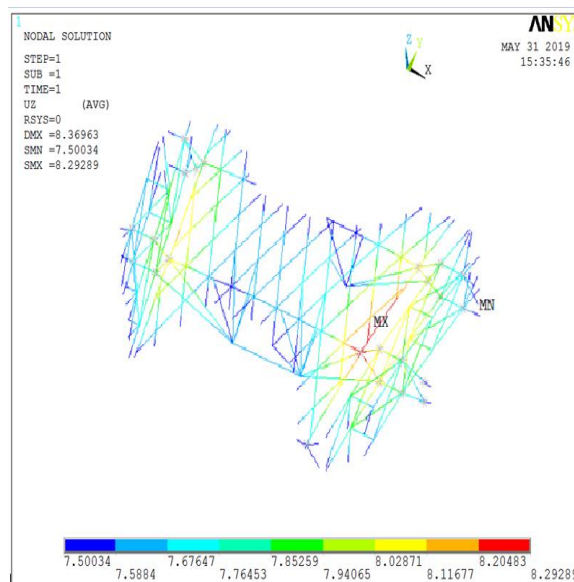 1
NODAL SOLUTION
STEP=1
SUB =1
TIME=1
UZ (AVG)
RSYS=0
DMX =8.36963
SMN =7.50034
SMX =8.29289
ANSY
MAY 31 2019
15:35:46
Z
Y
X
MN
MX
7.50034 7.67647 7.85259 8.02871 8.20483
7.5884 7.76453 7.94065 8.11677 8.29289